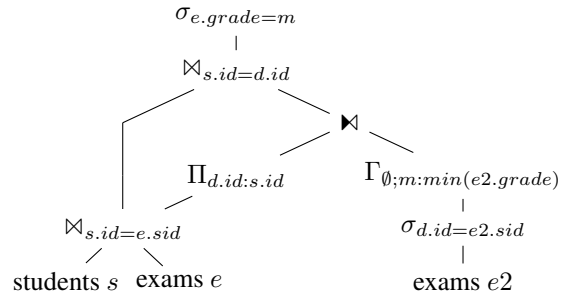 σ_{e.grade=m}
⋈_{s.id=d.id}
⧑
Π_{d.id:s.id} Γ_{∅;m:min(e2.grade)}
⋈_{s.id=e.sid} σ_{d.id=e2.sid}
students s exams e exams e2